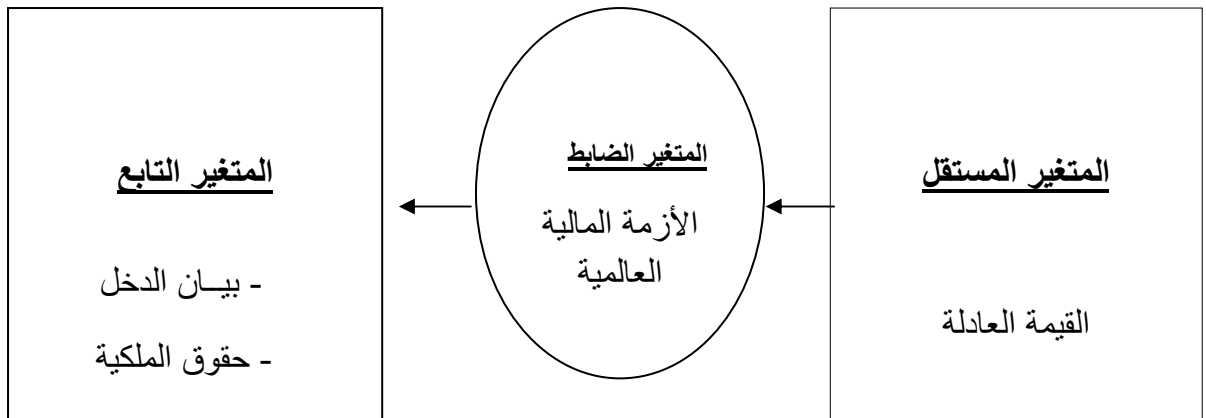 المتغير المستقل
القيمة العادلة
المتغير الضابط
الأزمة المالية
العالمية
المتغير التابع
- بيــان الدخل
- حقوق الملكية